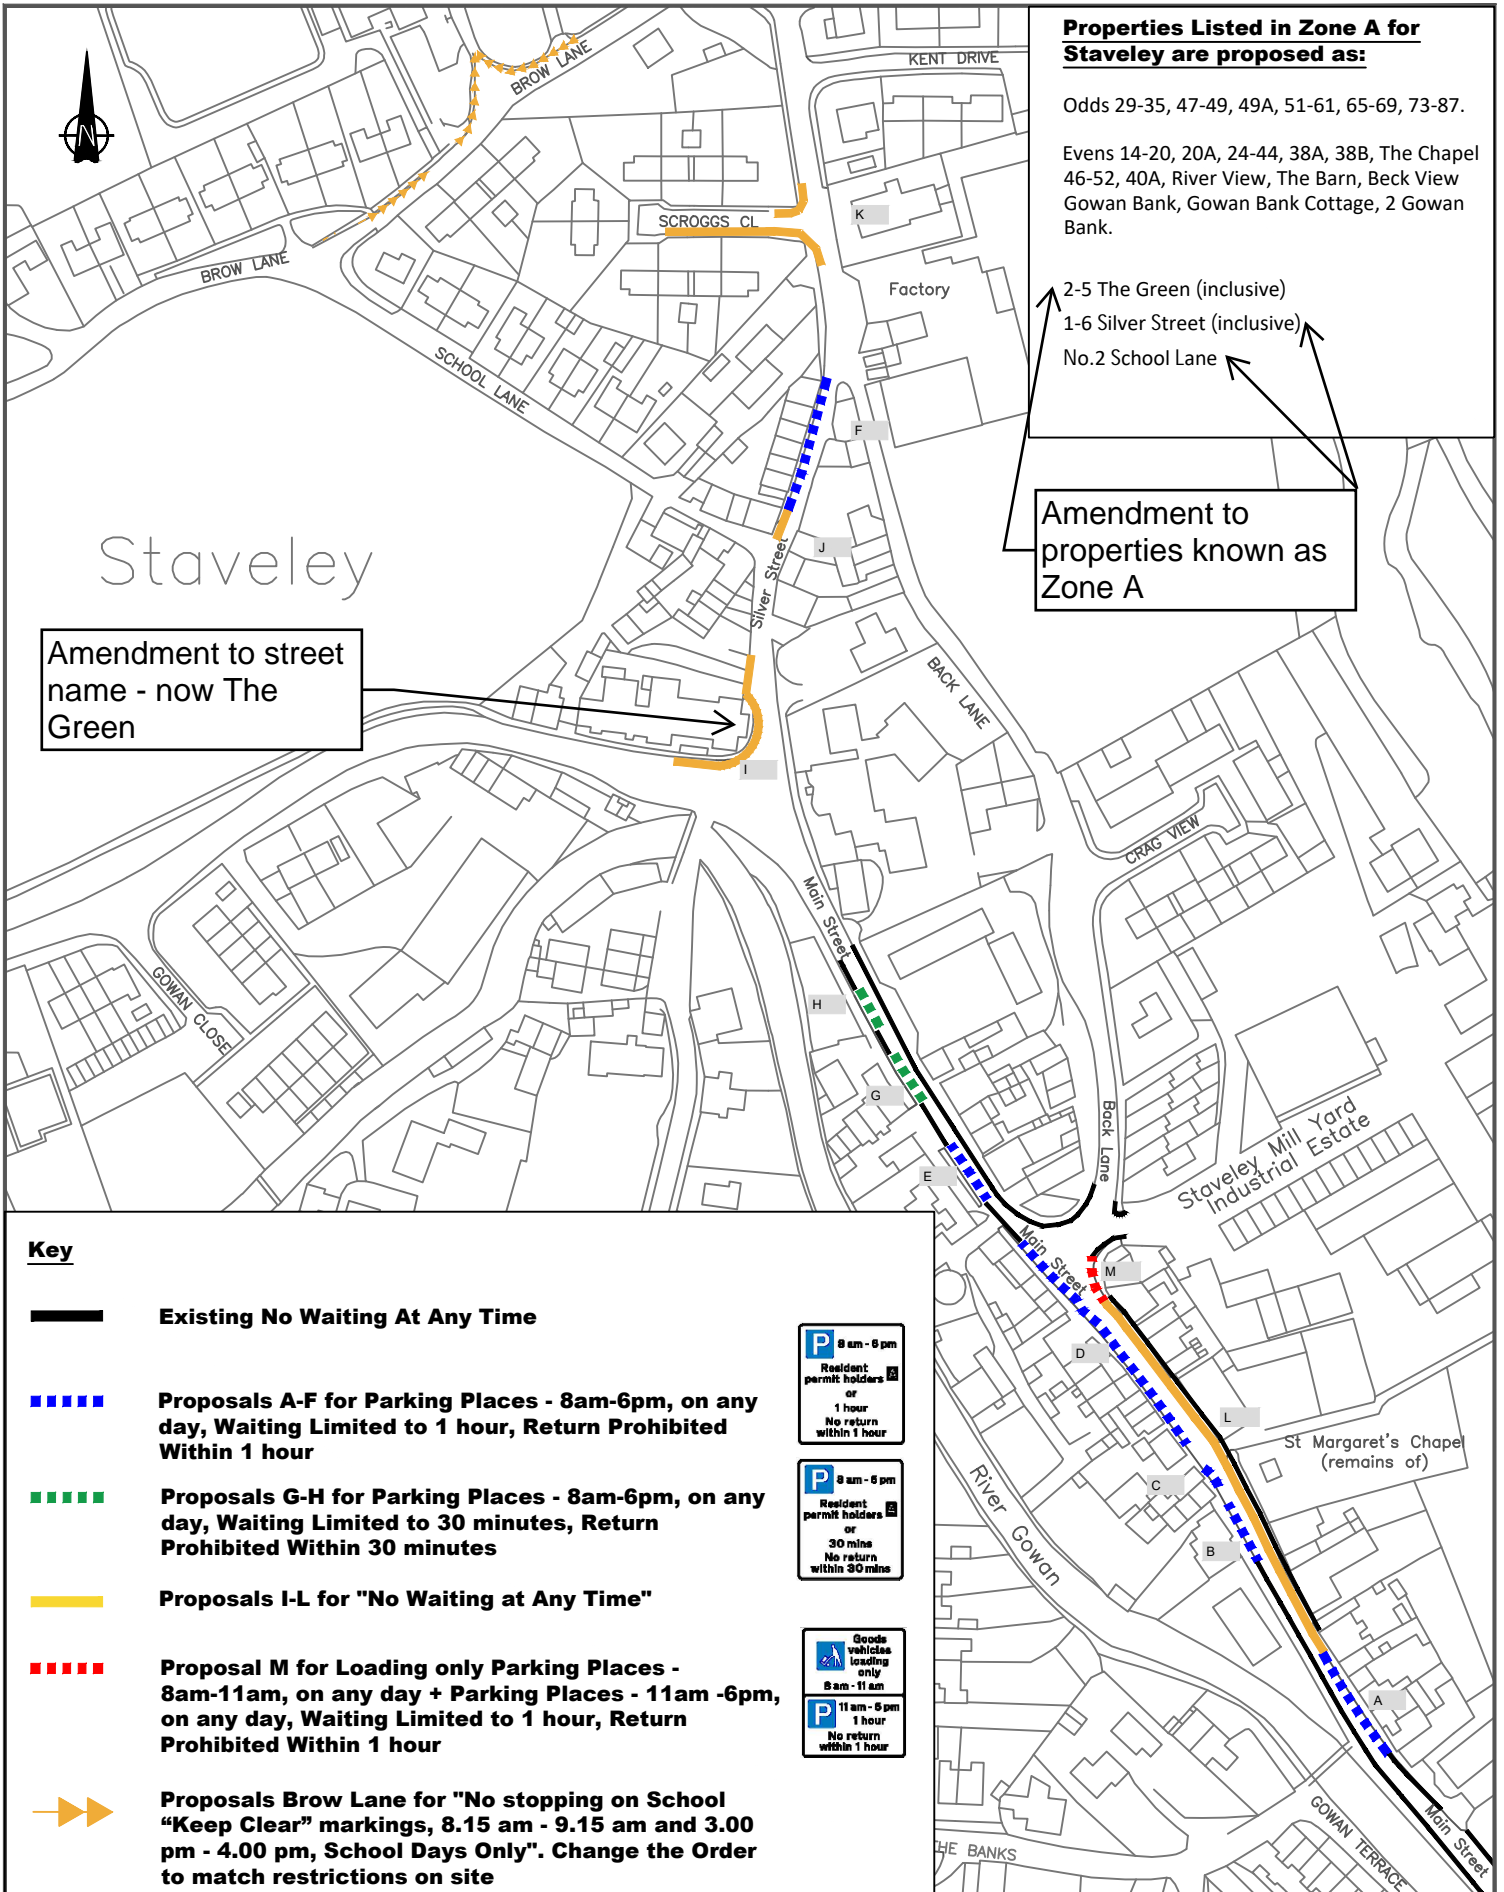 Properties Listed in Zone A for
Staveley are proposed as:
Odds 29-35, 47-49, 49A, 51-61, 65-69, 73-87.
Evens 14-20, 20A, 24-44, 38A, 38B, The Chapel
46-52, 40A, River View, The Barn, Beck View
Gowan Bank, Gowan Bank Cottage, 2 Gowan
Bank.
2-5 The Green (inclusive)
1-6 Silver Street (inclusive)
No.2 School Lane
Amendment to
properties known as
Zone A
N
BROW LANE
KENT DRIVE
SCROGGS CL
K
BROW LANE
Factory
SCHOOL LANE
F
Staveley
J
Silver Street
Amendment to street
name - now The
Green
BACK LANE
I
CRAG VIEW
Main Street
GOWAN CLOSE
H
G
Back Lane
Staveley Mill Yard
Industrial Estate
E
Main Street
M
D
L
St Margaret's Chapel
(remains of)
C
River Gowan
B
A
GOWAN TERRACE
Main Street
HE BANKS
Key
Existing No Waiting At Any Time
Proposals A-F for Parking Places - 8am-6pm, on any
day, Waiting Limited to 1 hour, Return Prohibited
Within 1 hour
P 8 am - 6 pm
Resident
permit holders A
or
1 hour
No return
within 1 hour
Proposals G-H for Parking Places - 8am-6pm, on any
day, Waiting Limited to 30 minutes, Return
Prohibited Within 30 minutes
P 8 am - 6 pm
Resident
permit holders
or
30 mins
No return
within 30 mins
Proposals I-L for "No Waiting at Any Time"
Proposal M for Loading only Parking Places -
8am-11am, on any day + Parking Places - 11am -6pm,
on any day, Waiting Limited to 1 hour, Return
Prohibited Within 1 hour
Goods
vehicles
loading
only
8 am - 11 am
P 11 am - 6 pm
1 hour
No return
within 1 hour
Proposals Brow Lane for "No stopping on School
“Keep Clear” markings, 8.15 am - 9.15 am and 3.00
pm - 4.00 pm, School Days Only". Change the Order
to match restrictions on site